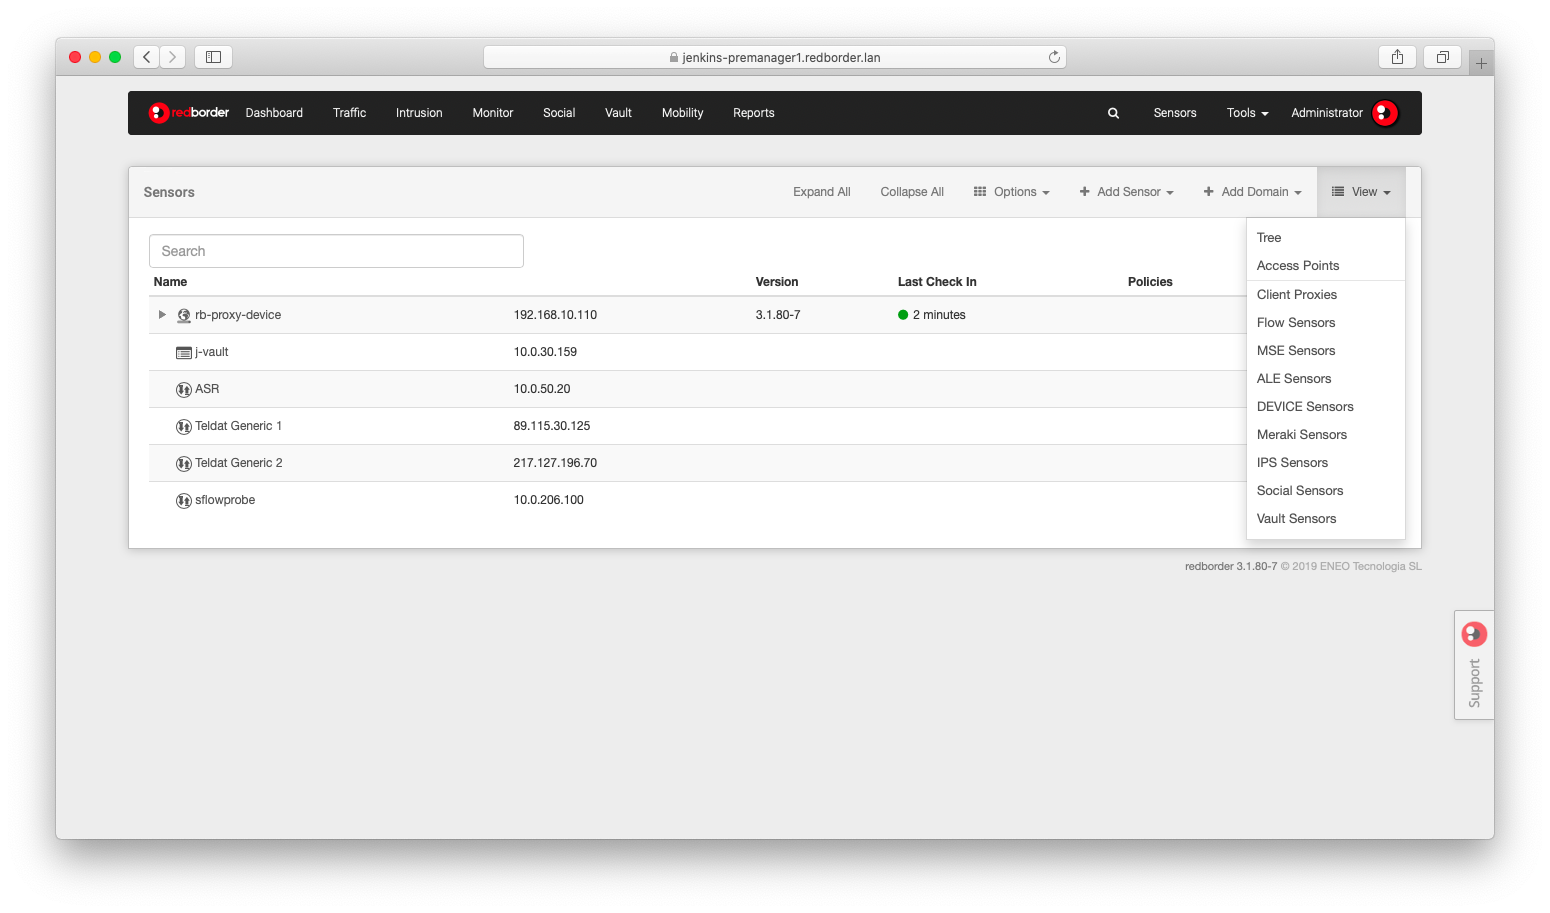 jenkins-premanager1.redborder.lan
redborder Dashboard Traffic Intrusion Monitor Social Vault Mobility Reports Sensors Tools Administrator
Sensors Expand All Collapse All Options Add Sensor Add Domain View
Search
Name Version Last Check In Policies
rb-proxy-device 192.168.10.110 3.1.80-7 2 minutes
j-vault 10.0.30.159
ASR 10.0.50.20
Teldat Generic 1 89.115.30.125
Teldat Generic 2 217.127.196.70
sflowprobe 10.0.206.100
Tree
Access Points
Client Proxies
Flow Sensors
MSE Sensors
ALE Sensors
DEVICE Sensors
Meraki Sensors
IPS Sensors
Social Sensors
Vault Sensors
redborder 3.1.80-7 © 2019 ENEO Tecnologia SL
Support